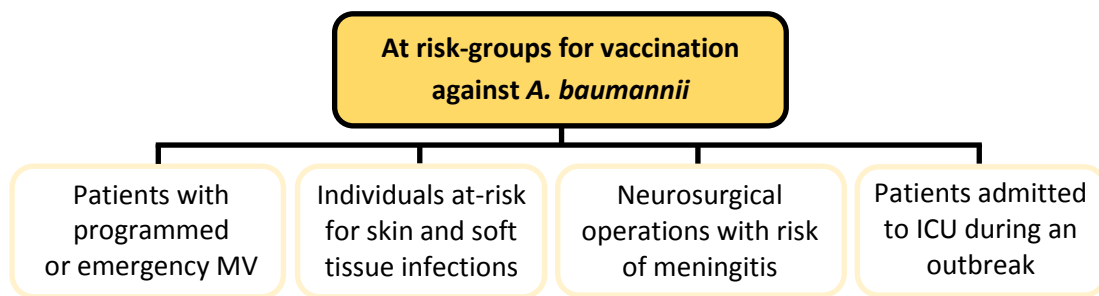 At risk-groups for vaccination
against A. baumannii
Patients with
programmed
or emergency MV
Individuals at-risk
for skin and soft
tissue infections
Neurosurgical
operations with risk
of meningitis
Patients admitted
to ICU during an
outbreak